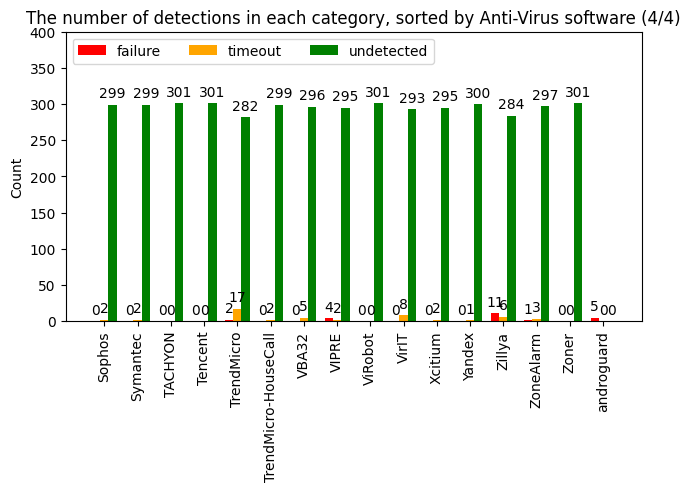 The number of detections in each category, sorted by Anti-Virus software (4/4)
failure timeout undetected
Count
400
350
300
250
200
150
100
50
0
299 299 301 301 282 299 296 295 301 293 295 300 284 297 301
0 2 0 2 0 0 0 0 2 17 0 2 0 5 4 2 0 0 0 8 0 2 0 1 11 6 1 3 0 0 5 0 0
Sophos
Symantec
TACHYON
Tencent
TrendMicro
TrendMicro-HouseCall
VBA32
VIPRE
ViRobot
VirIT
Xcitium
Yandex
Zillya
ZoneAlarm
Zoner
androguard